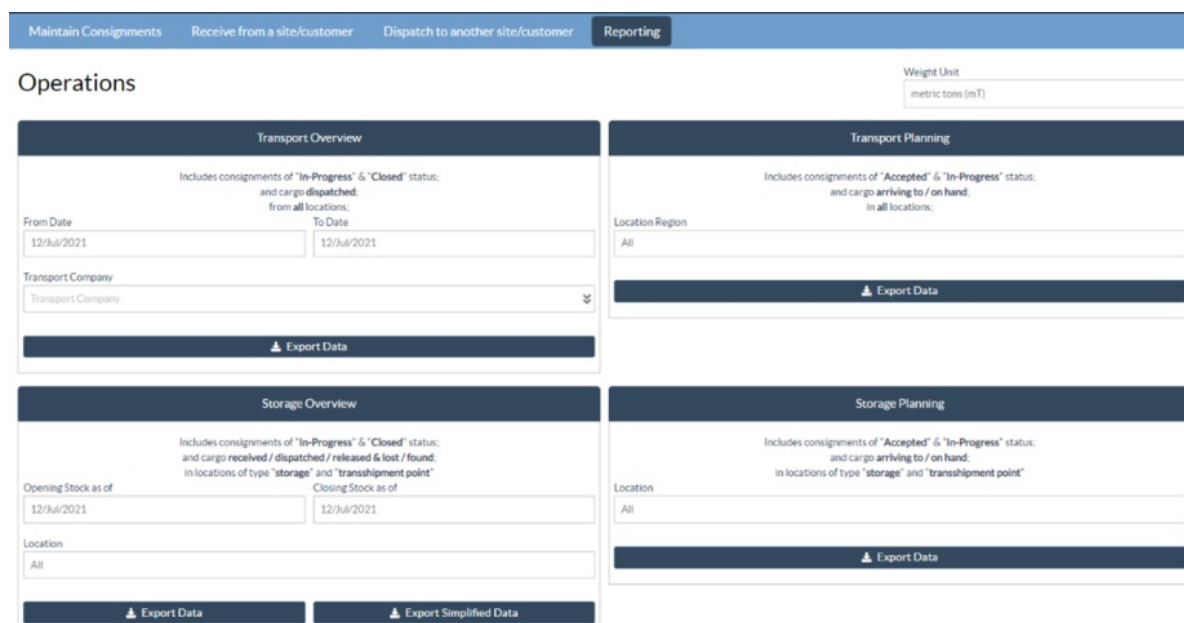 Maintain Consignments Receive from a site/customer Dispatch to another site/customer Reporting
Operations
Weight Unit
metric tons (mT)
Transport Overview
Includes consignments of "In-Progress" & "Closed" status;
and cargo dispatched;
from all locations;
From Date To Date
12/Jul/2021 12/Jul/2021
Transport Company
Transport Company
Export Data
Transport Planning
Includes consignments of "Accepted" & "In-Progress" status;
and cargo arriving to / on hand;
in all locations;
Location Region
All
Export Data
Storage Overview
Includes consignments of "In-Progress" & "Closed" status;
and cargo received / dispatched / released & lost / found;
in locations of type "storage" and "transshipment point"
Opening Stock as of Closing Stock as of
12/Jul/2021 12/Jul/2021
Location
All
Export Data Export Simplified Data
Storage Planning
Includes consignments of "Accepted" & "In-Progress" status;
and cargo arriving to / on hand;
in locations of type "storage" and "transshipment point"
Location
All
Export Data